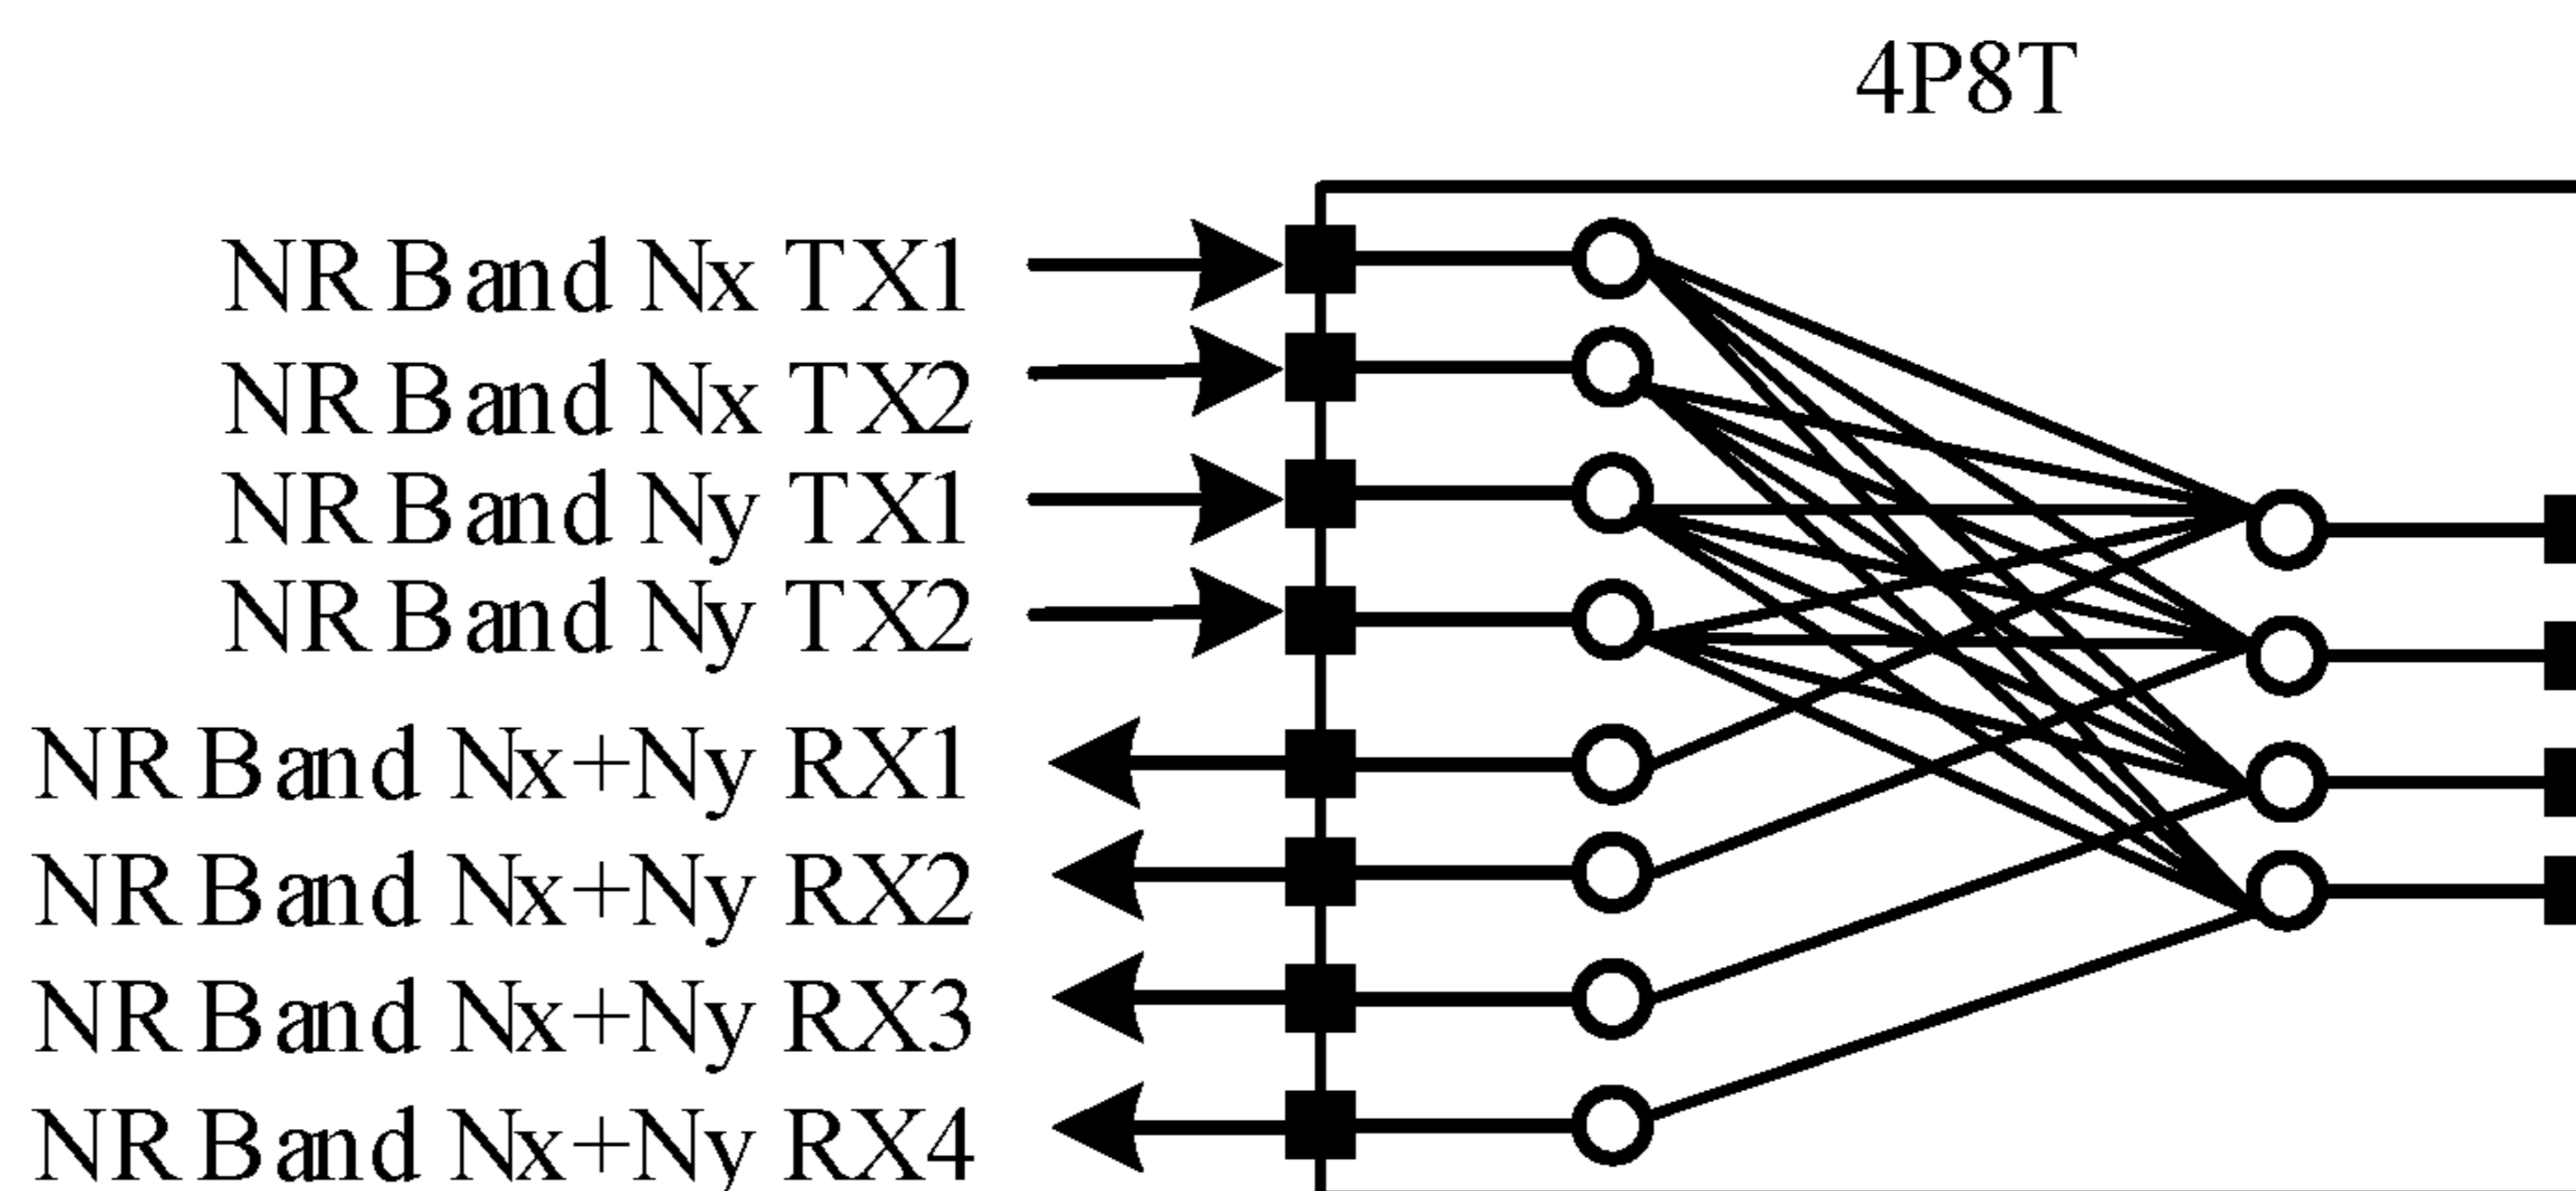 4P8T
NR Band Nx TX1
NR Band Nx TX2
NR Band Ny TX1
NR Band Ny TX2
NR Band Nx+Ny RX1
NR Band Nx+Ny RX2
NR Band Nx+Ny RX3
NR Band Nx+Ny RX4